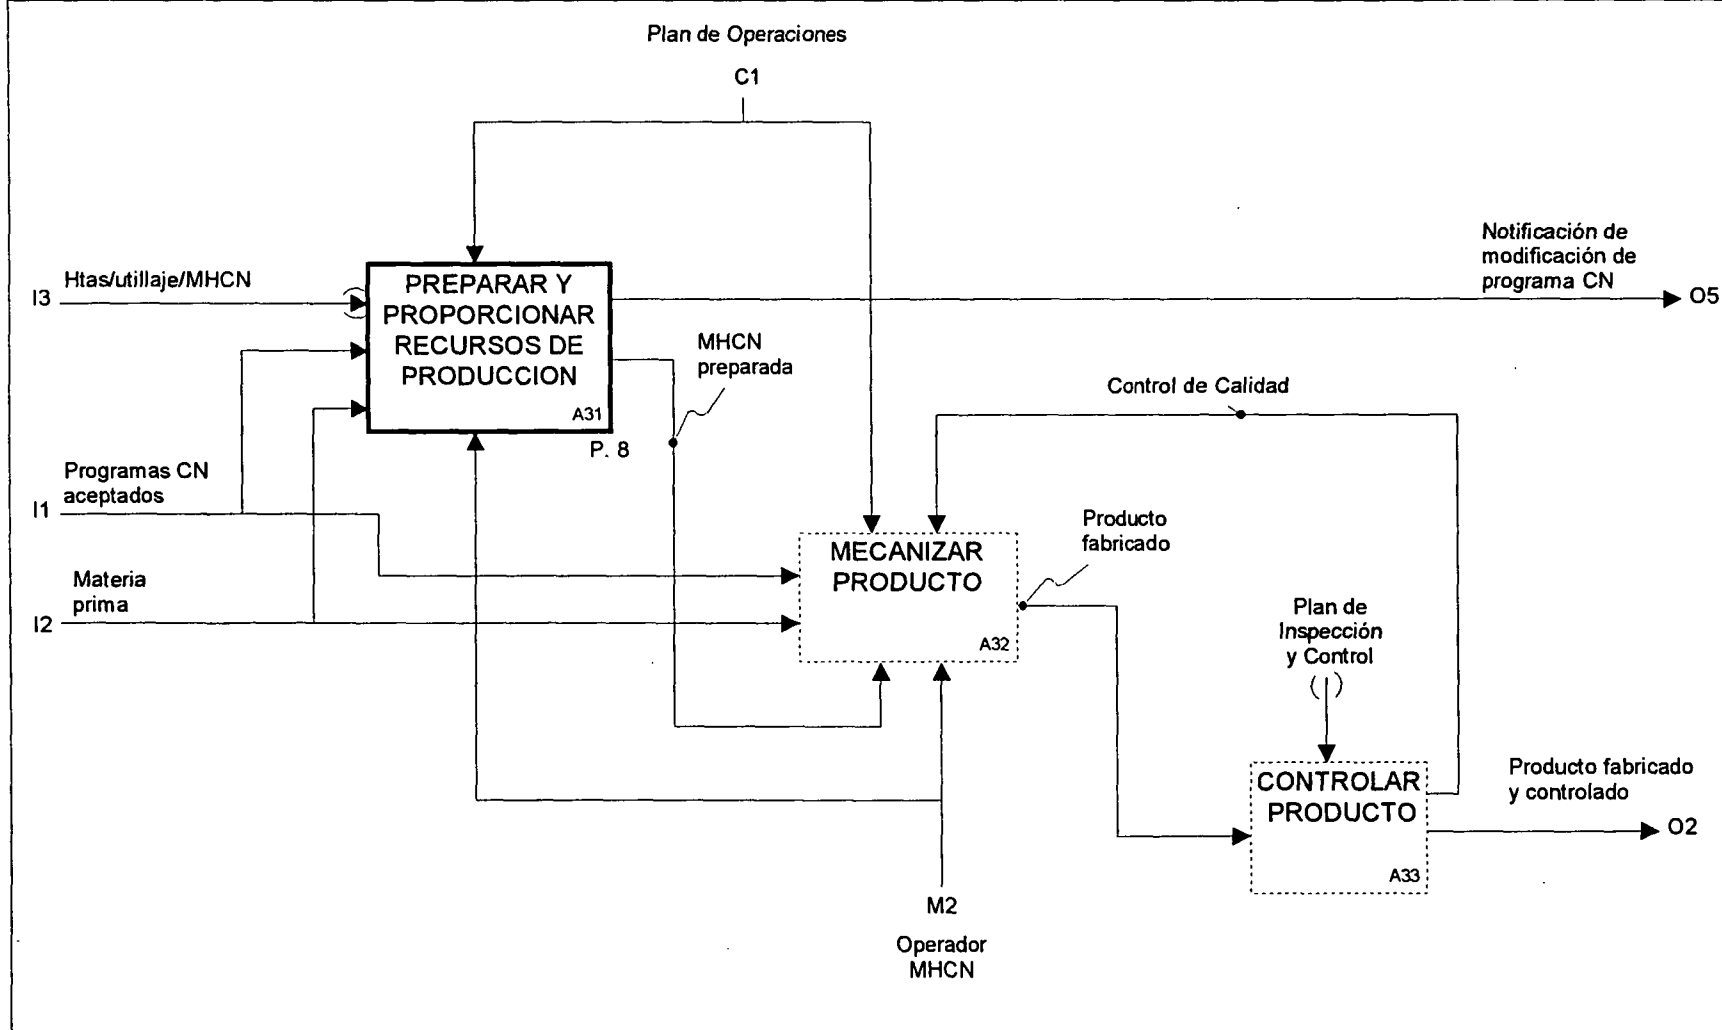 Plan de Operaciones
C1
Notificación de
modificación de
programa CN
O5
Htas/utillaje/MHCN
I3
PREPARAR Y
PROPORCIONAR
RECURSOS DE
PRODUCCION
A31
P. 8
MHCN
preparada
Control de Calidad
Programas CN
aceptados
I1
Materia
prima
I2
MECANIZAR
PRODUCTO
A32
Producto
fabricado
Plan de
Inspección
y Control
CONTROLAR
PRODUCTO
A33
Producto fabricado
y controlado
O2
M2
Operador
MHCN